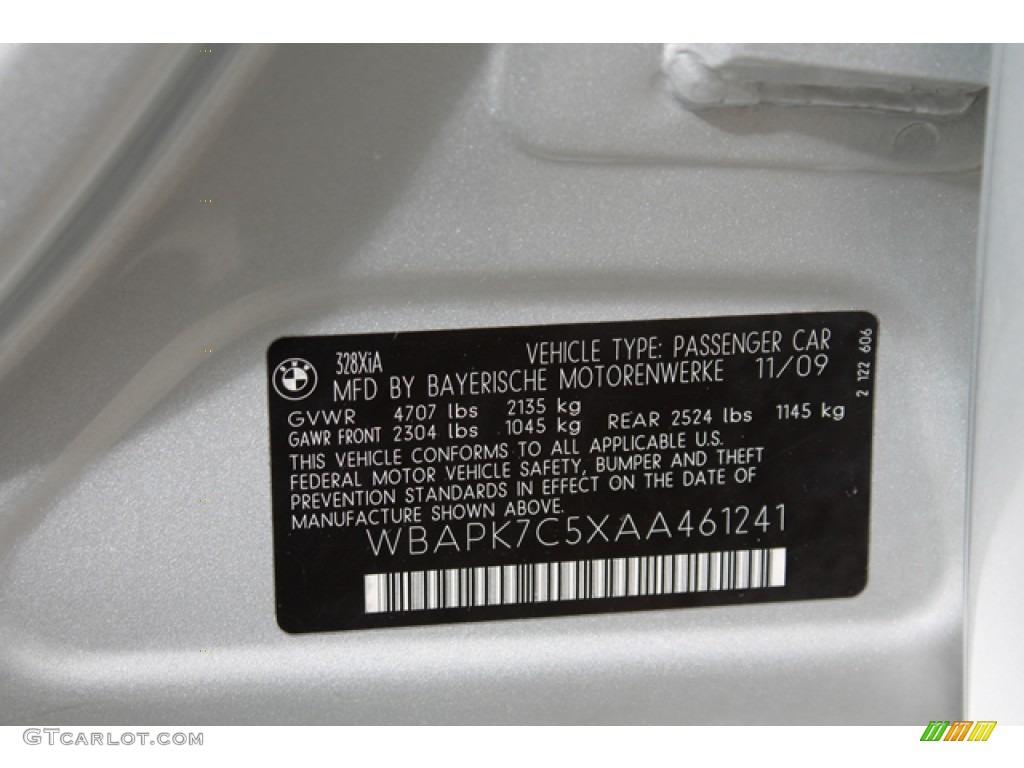 328XiA VEHICLE TYPE: PASSENGER CAR
MFD BY BAYERISCHE MOTORENWERKE 11/09
GVWR 4707 lbs 2135 kg
GAWR FRONT 2304 lbs 1045 kg REAR 2524 lbs 1145 kg
THIS VEHICLE CONFORMS TO ALL APPLICABLE U.S.
FEDERAL MOTOR VEHICLE SAFETY, BUMPER AND THEFT
PREVENTION STANDARDS IN EFFECT ON THE DATE OF
MANUFACTURE SHOWN ABOVE.
WBAPK7C5XAA461241
2 122 606
BMW
GTCARLOT.COM